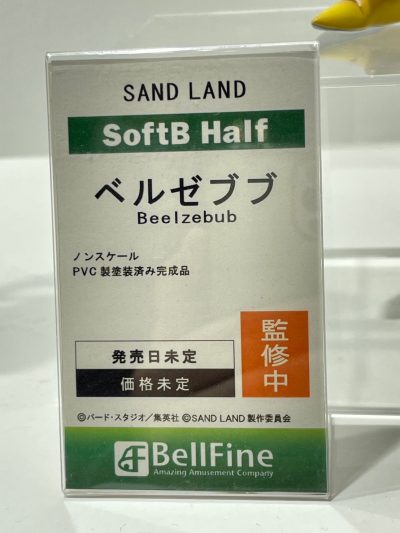 SAND LAND
SoftB Half
ベルゼブブ
Beelzebub
ノンスケール
PVC製塗装済み完成品
監修中
発売日未定
価格未定
©バード・スタジオ／集英社 ©SAND LAND 製作委員会
BellFine
Amazing Amusement Company